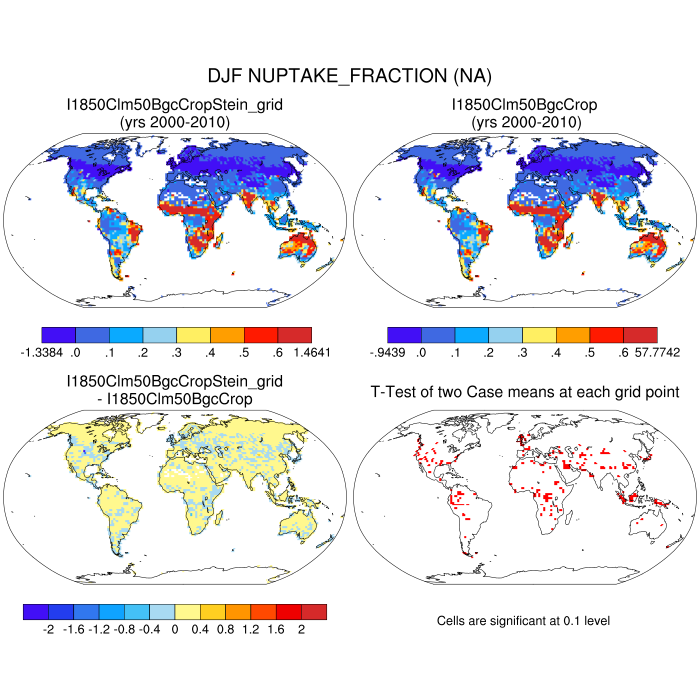 DJF NUPTAKE_FRACTION (NA)
I1850Clm50BgcCropStein_grid
(yrs 2000-2010)
I1850Clm50BgcCrop
(yrs 2000-2010)
-1.3384 .0 .1 .2 .3 .4 .5 .6 1.4641
-.9439 .0 .1 .2 .3 .4 .5 .6 57.7742
I1850Clm50BgcCropStein_grid
- I1850Clm50BgcCrop
T-Test of two Case means at each grid point
-2 -1.6 -1.2 -0.8 -0.4 0 0.4 0.8 1.2 1.6 2
Cells are significant at 0.1 level